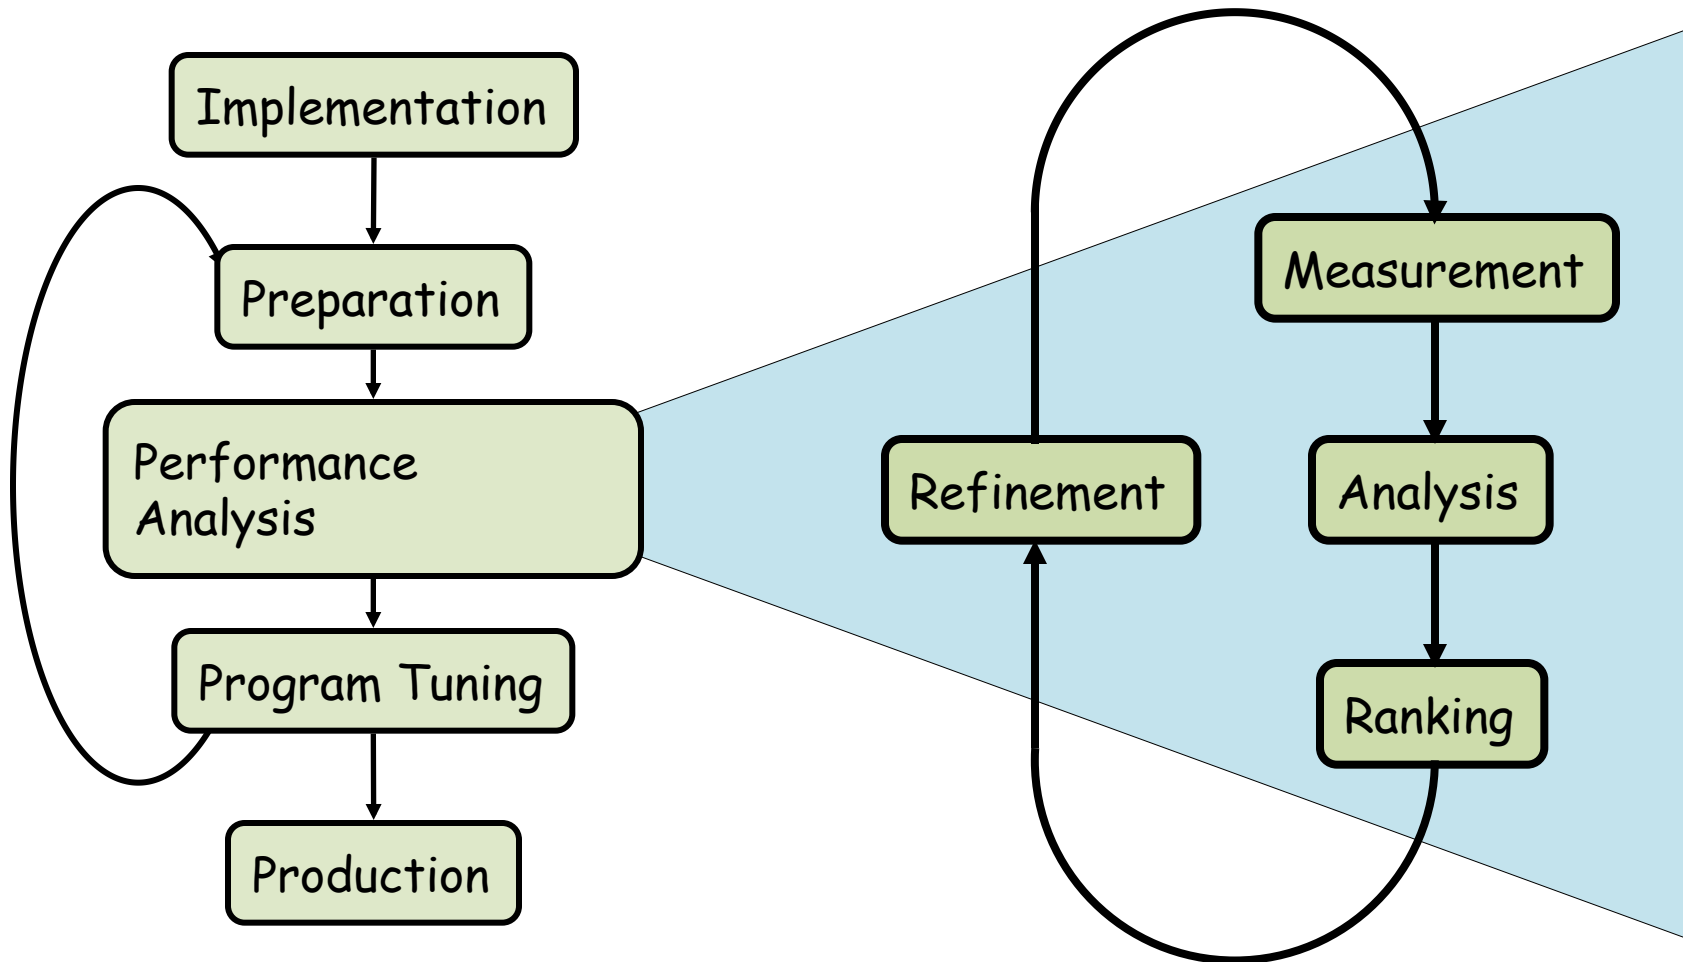 Implementation
Preparation
Performance
Analysis
Program Tuning
Production
Measurement
Analysis
Ranking
Refinement